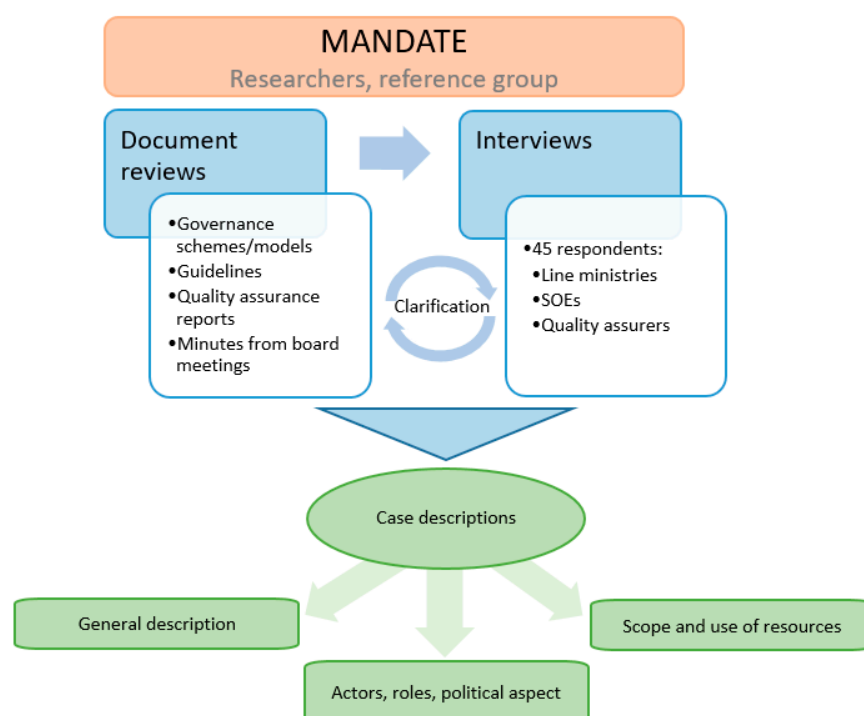 MANDATE
Researchers, reference group
Document
reviews
•Governance
schemes/models
•Guidelines
•Quality assurance
reports
•Minutes from board
meetings
Clarification
Interviews
•45 respondents:
•Line ministries
•SOEs
•Quality assurers
Case descriptions
General description
Actors, roles, political aspect
Scope and use of resources